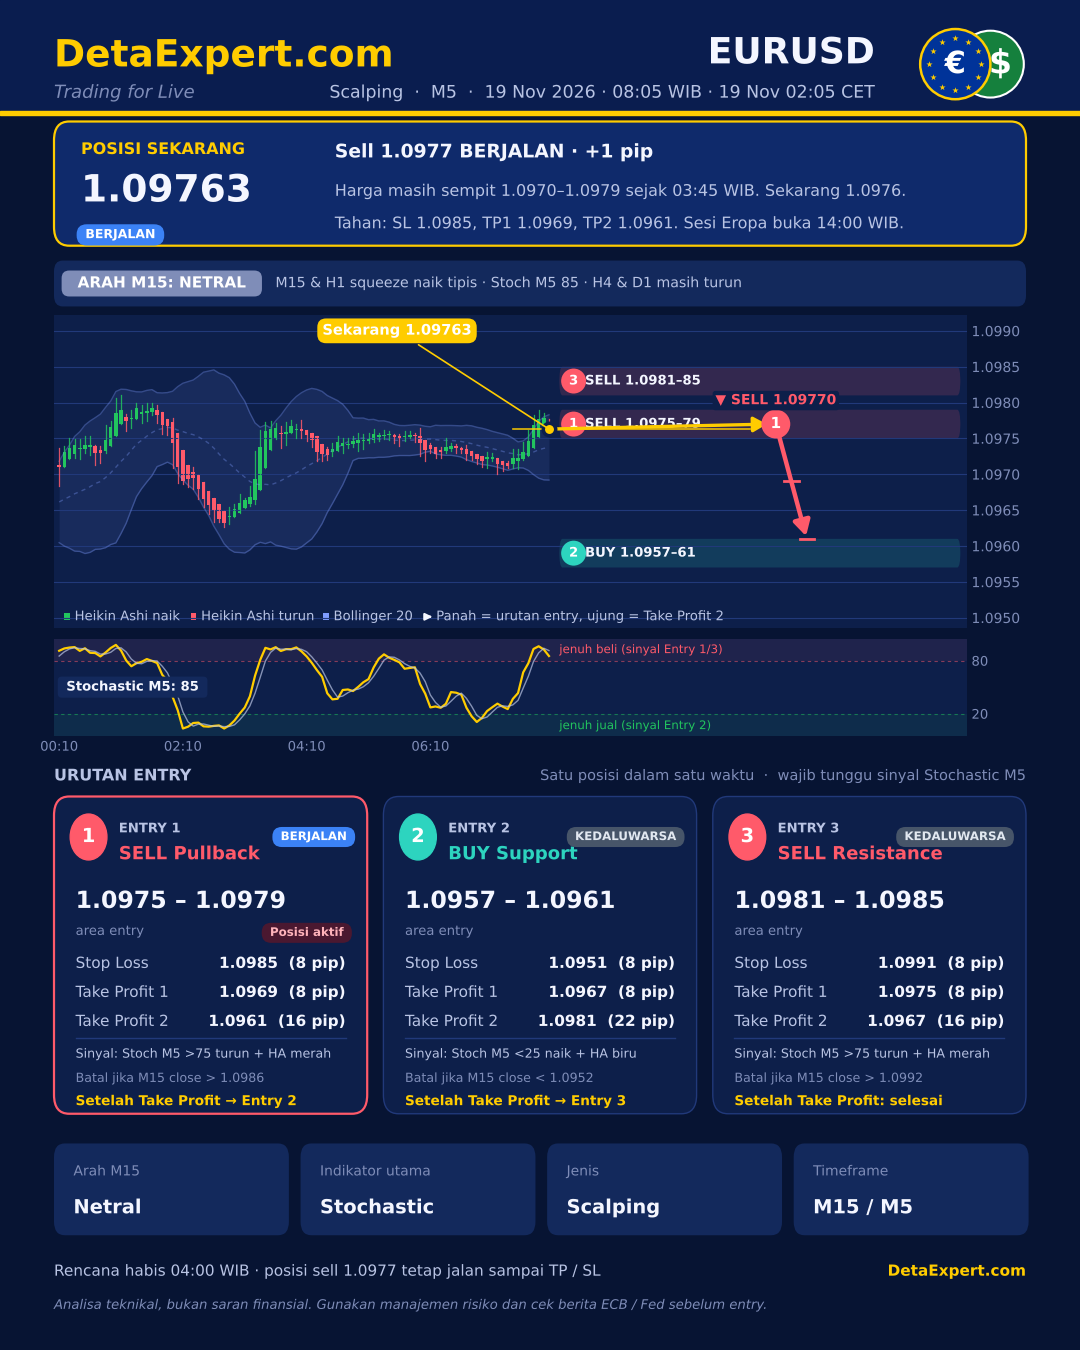 DetaExpert.com
EURUSD
€ $
Trading for Live
Scalping · M5 · 19 Nov 2026 · 08:05 WIB · 19 Nov 02:05 CET
POSISI SEKARANG
1.09763
BERJALAN
Sell 1.0977 BERJALAN · +1 pip
Harga masih sempit 1.0970–1.0979 sejak 03:45 WIB. Sekarang 1.0976.
Tahan: SL 1.0985, TP1 1.0969, TP2 1.0961. Sesi Eropa buka 14:00 WIB.
ARAH M15: NETRAL
M15 & H1 squeeze naik tipis · Stoch M5 85 · H4 & D1 masih turun
Sekarang 1.09763
1.0990
1.0985
3 SELL 1.0981–85
▼ SELL 1.09770
1.0980
1 SELL 1.0975–79
1
1.0975
1.0970
1.0965
1.0960
2 BUY 1.0957–61
1.0955
1.0950
Heikin Ashi naik
Heikin Ashi turun
Bollinger 20
Panah = urutan entry, ujung = Take Profit 2
jenuh beli (sinyal Entry 1/3)
80
Stochastic M5: 85
20
jenuh jual (sinyal Entry 2)
00:10 02:10 04:10 06:10
URUTAN ENTRY
Satu posisi dalam satu waktu · wajib tunggu sinyal Stochastic M5
1
ENTRY 1
BERJALAN
SELL Pullback
1.0975 – 1.0979
area entry
Posisi aktif
Stop Loss 1.0985 (8 pip)
Take Profit 1 1.0969 (8 pip)
Take Profit 2 1.0961 (16 pip)
Sinyal: Stoch M5 >75 turun + HA merah
Batal jika M15 close > 1.0986
Setelah Take Profit → Entry 2
2
ENTRY 2
KEDALUWARSA
BUY Support
1.0957 – 1.0961
area entry
Stop Loss 1.0951 (8 pip)
Take Profit 1 1.0967 (8 pip)
Take Profit 2 1.0981 (22 pip)
Sinyal: Stoch M5 <25 naik + HA biru
Batal jika M15 close < 1.0952
Setelah Take Profit → Entry 3
3
ENTRY 3
KEDALUWARSA
SELL Resistance
1.0981 – 1.0985
area entry
Stop Loss 1.0991 (8 pip)
Take Profit 1 1.0975 (8 pip)
Take Profit 2 1.0967 (16 pip)
Sinyal: Stoch M5 >75 turun + HA merah
Batal jika M15 close > 1.0992
Setelah Take Profit: selesai
Arah M15
Netral
Indikator utama
Stochastic
Jenis
Scalping
Timeframe
M15 / M5
Rencana habis 04:00 WIB · posisi sell 1.0977 tetap jalan sampai TP / SL
DetaExpert.com
Analisa teknikal, bukan saran finansial. Gunakan manajemen risiko dan cek berita ECB / Fed sebelum entry.